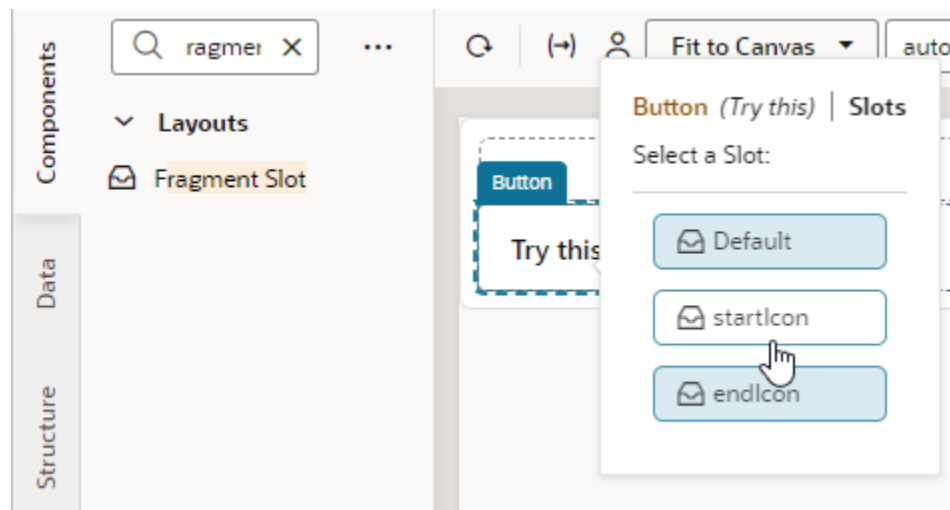 Components
Data
Structure
ragmer
Layouts
Fragment Slot
Fit to Canvas
auto
Button
Try this
Button (Try this) | Slots
Select a Slot:
Default
startIcon
endIcon